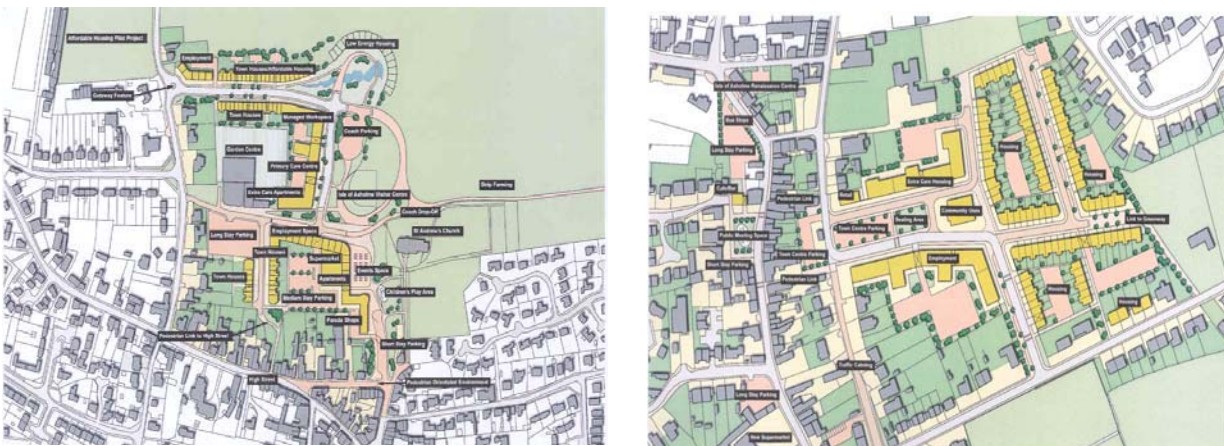 Affordable Housing Pilot Project
Low Energy Housing
Employment
Town Houses/Affordable Housing
Gateway Feature
Town Houses
Managed Workspace
Coach Parking
Garden Centre
Primary Care Centre
Strip Farming
Extra Care Apartments
Isle of Axholme Visitor Centre
Coach Drop-Off
Long Stay Parking
Employment Space
St Andrew's Church
Town Houses
Supermarket
Town Houses
Apartments
Events Space
Children's Play Area
Medium Stay Parking
Parade Shops
Pedestrian Link to High Street
Short Stay Parking
High Street
Pedestrian Orientated Environment
Isle of Axholme Renaissance Centre
Bus Stops
Long Stay Parking
Housing
Extra Care Housing
Housing
Pedestrian Link
Retail
Community Uses
Seating Area
Link to Greenway
Town Centre Parking
Public Meeting Space
Town Centre Parking
Employment
Short Stay Parking
Pedestrian Link
Housing
Housing
Traffic Calming
Long Stay Parking
New Supermarket